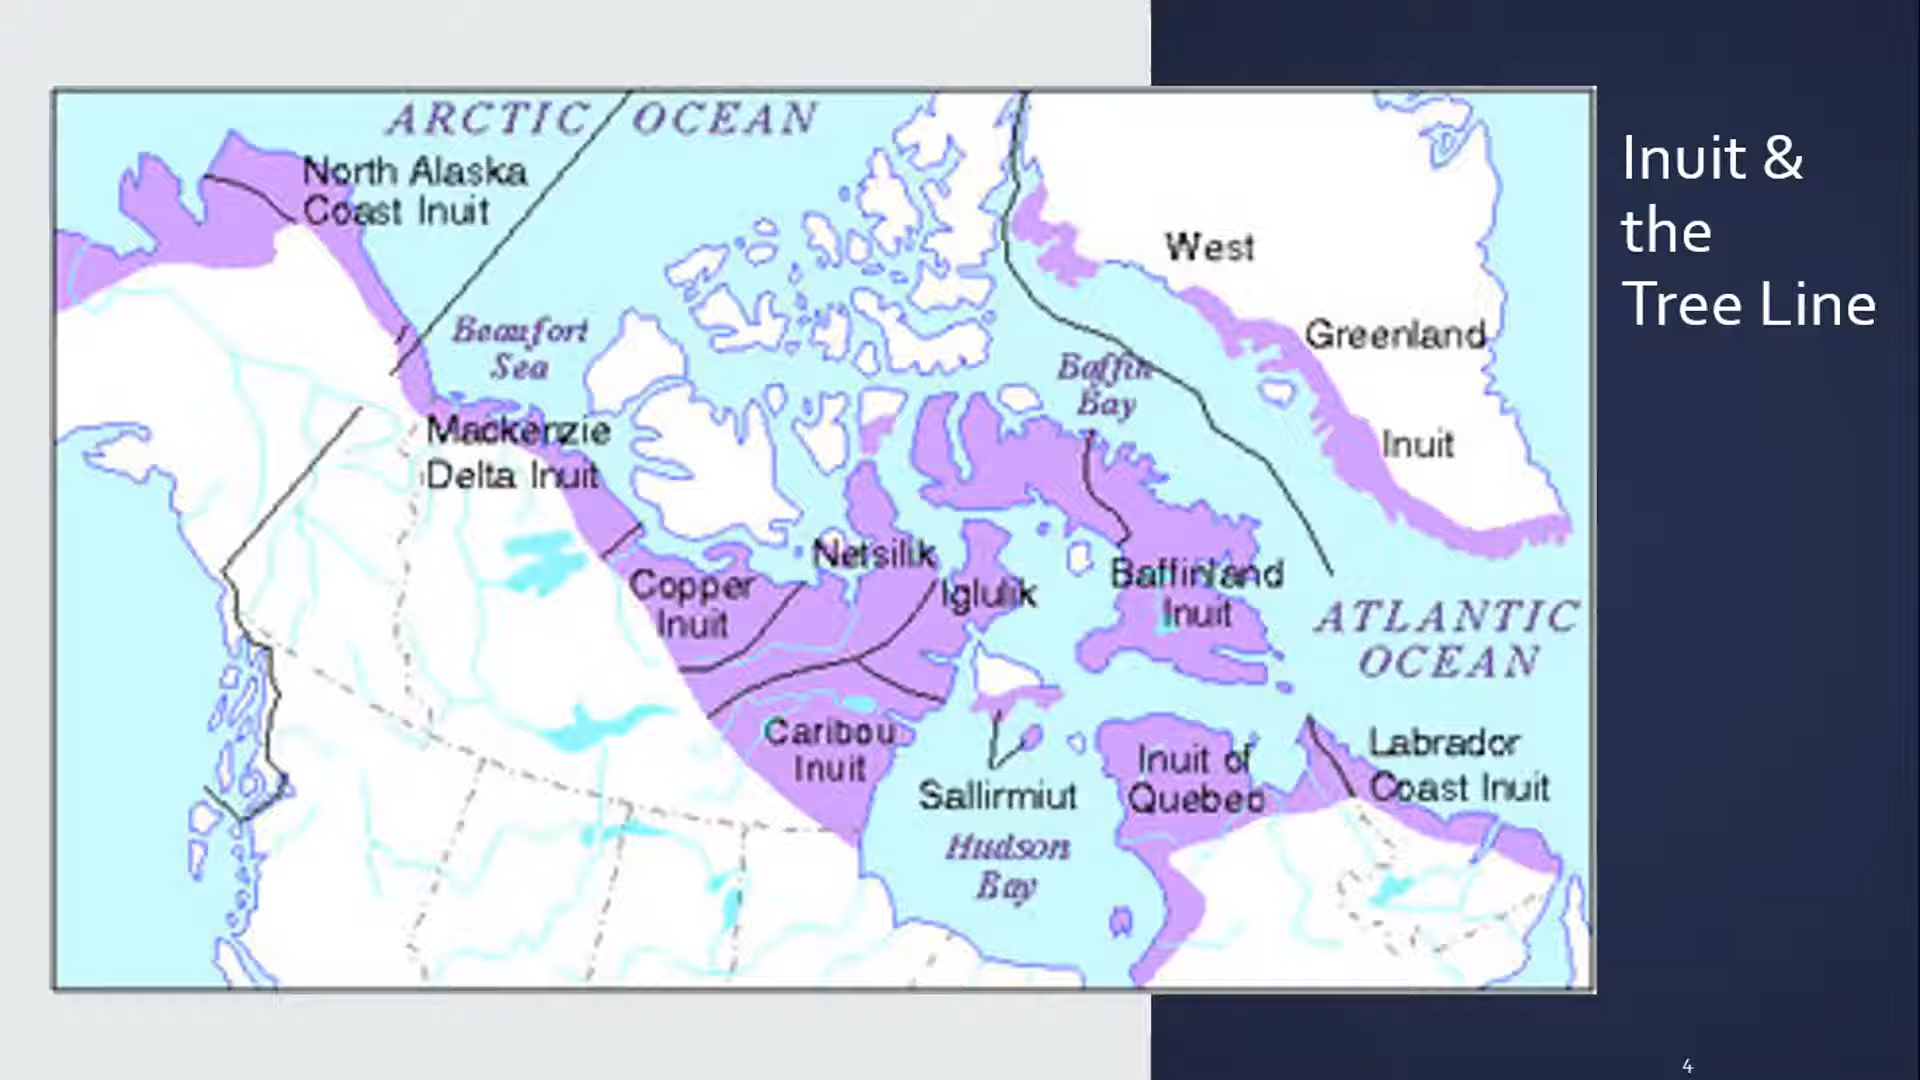 Inuit &
the
Tree Line
ARCTIC OCEAN
North Alaska
Coast Inuit
Beaufort
Sea
Mackenzie
Delta Inuit
West
Greenland
Inuit
Baffin
Bay
Netsilik
Copper
Inuit
Iglulik
Baffinland
Inuit
ATLANTIC
OCEAN
Caribou
Inuit
Sallirmiut
Hudson
Bay
Inuit of
Quebec
Labrador
Coast Inuit
4